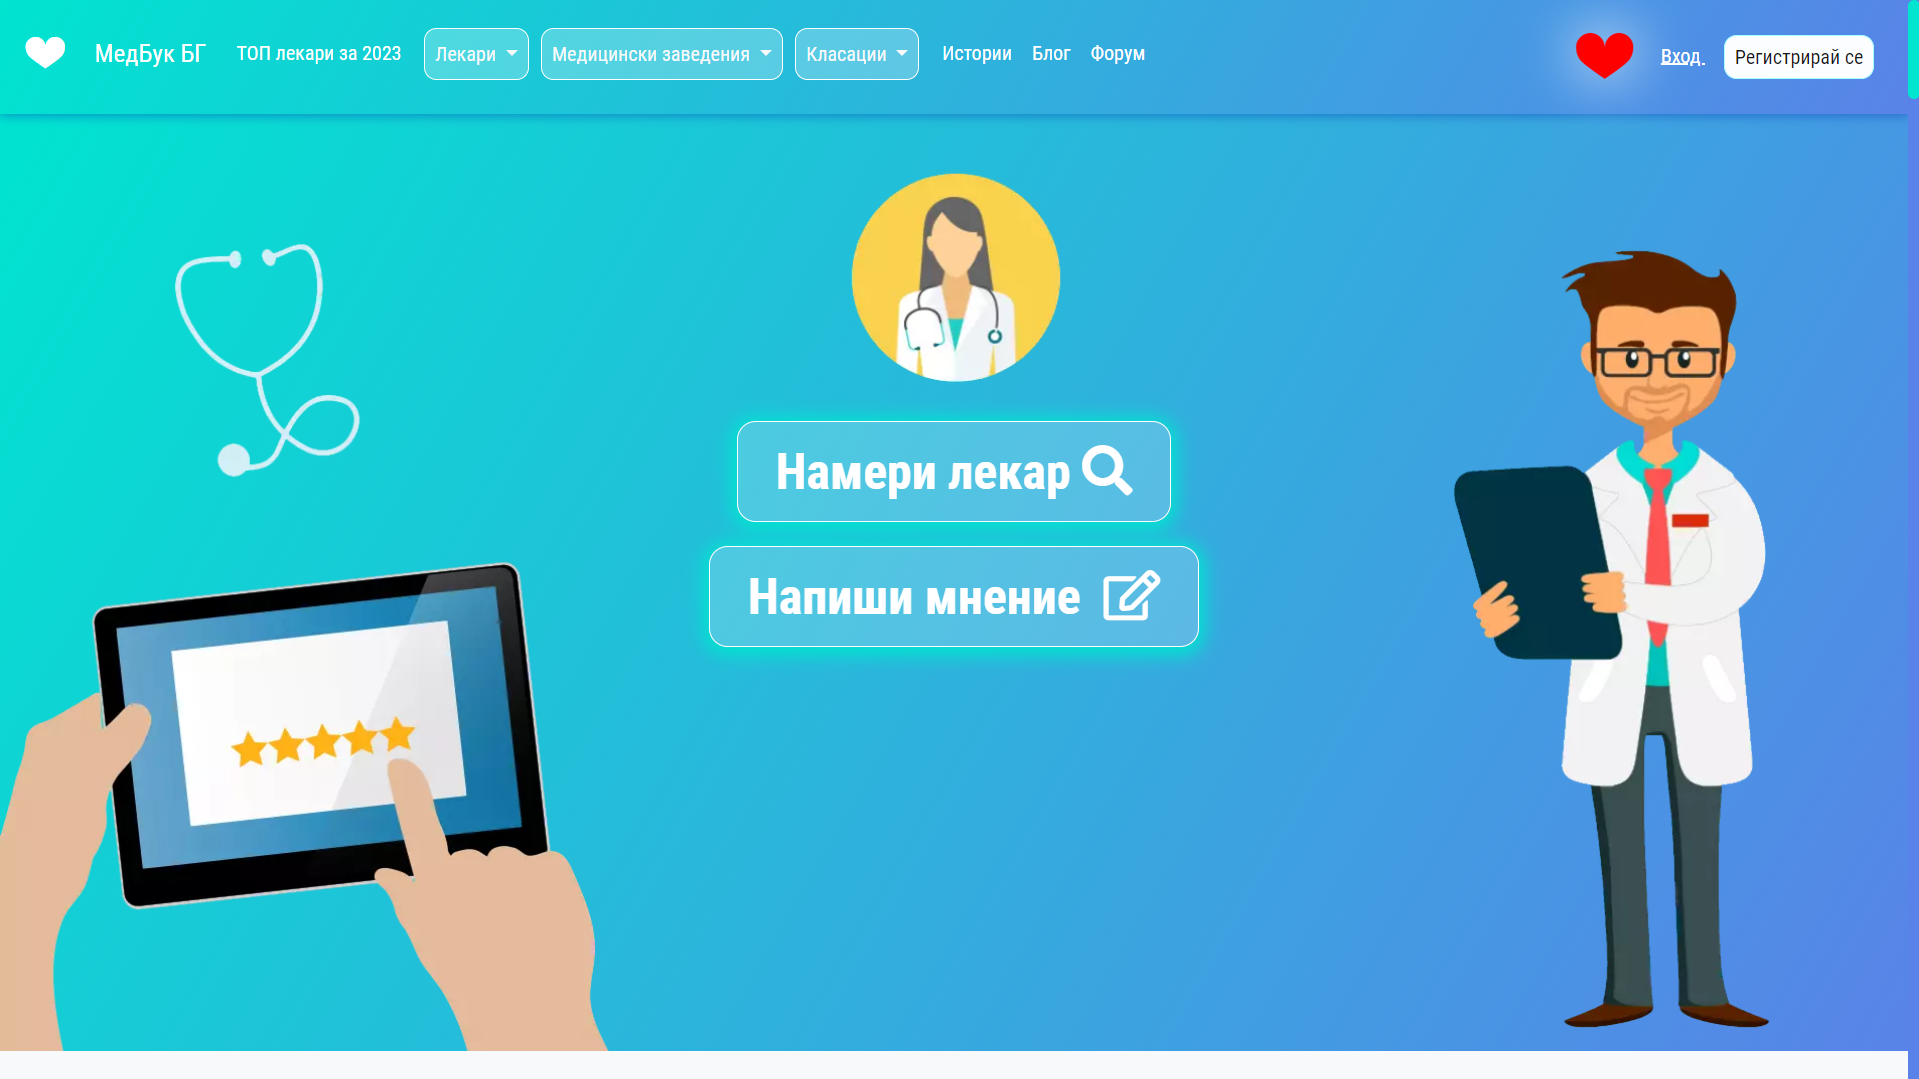 МедБук БГ
ТОП лекари за 2023
Лекари
Медицински заведения
Класации
Истории
Блог
Форум
Вход
Регистрирай се
Намери лекар
Напиши мнение